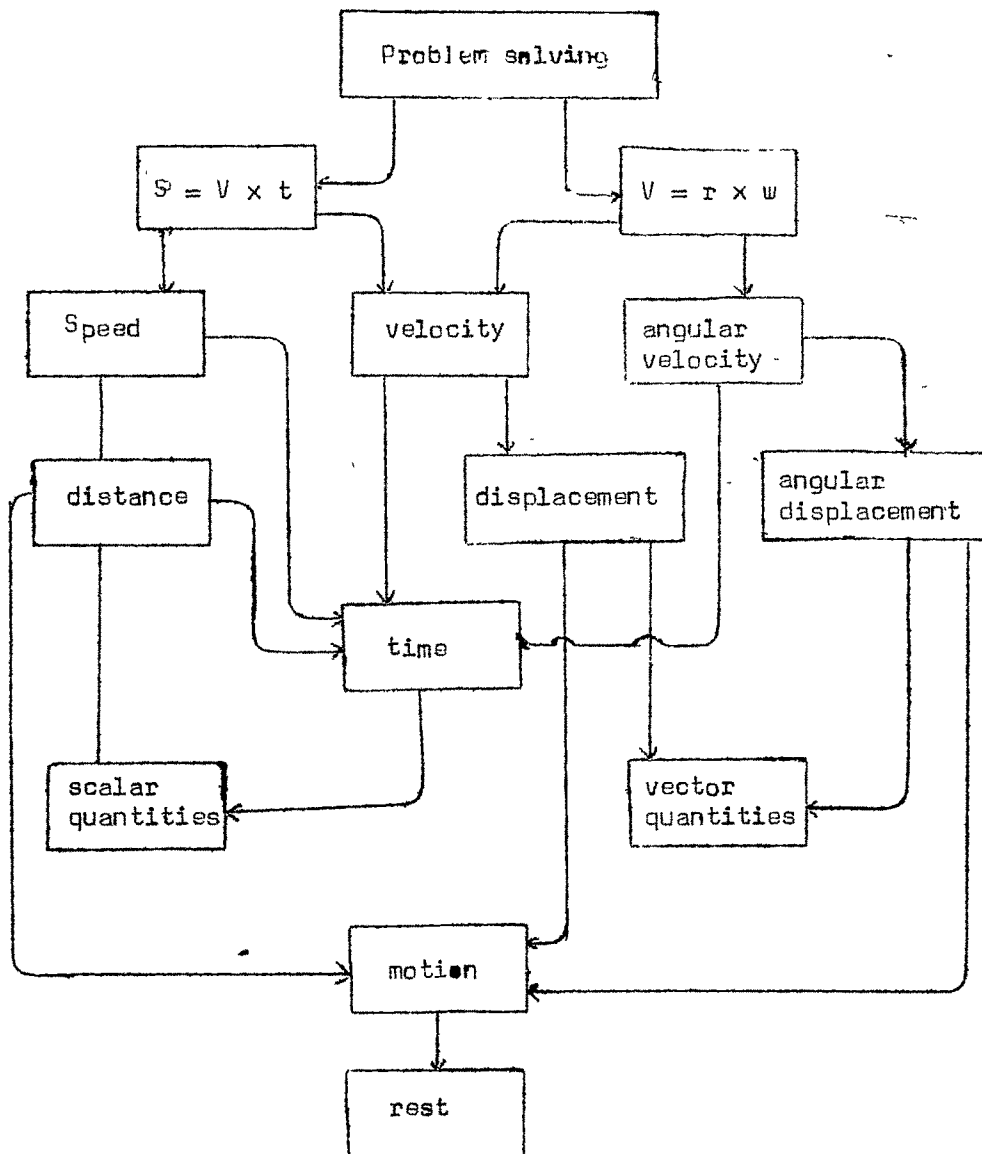 Problem solving
S = V × t
V = r × w
Speed
velocity
angular
velocity
distance
displacement
angular
displacement
time
scalar
quantities
vector
quantities
motion
rest